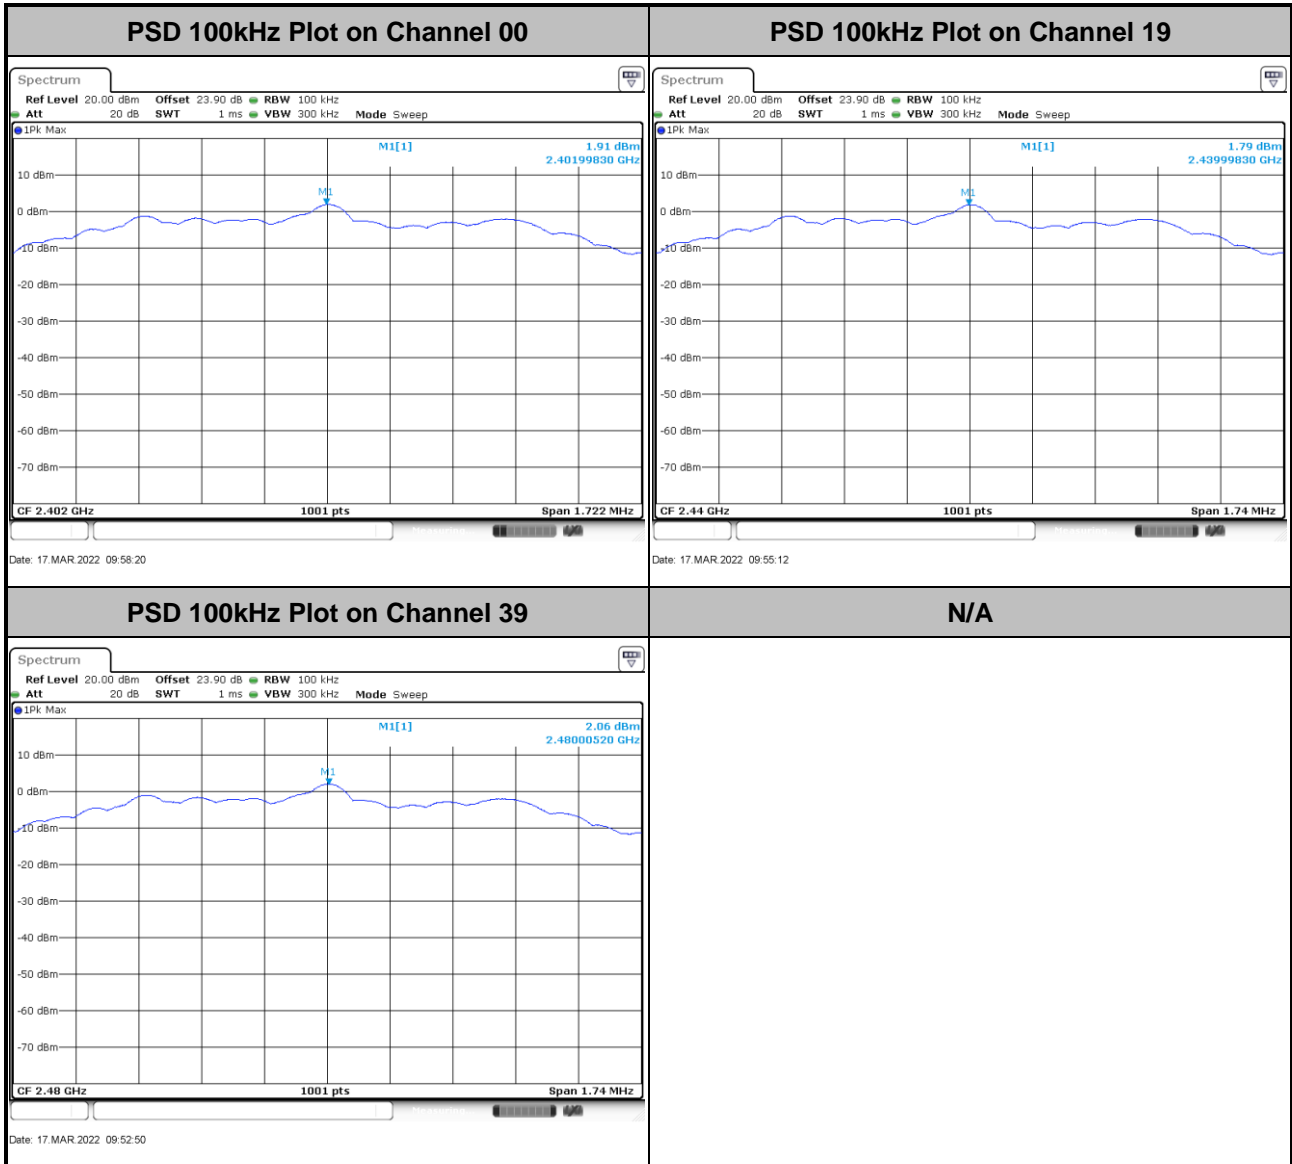 PSD 100kHz Plot on Channel 00
PSD 100kHz Plot on Channel 19
Spectrum
Ref Level 20.00 dBm Offset 23.90 dB RBW 100 kHz
Att 20 dB SWT 1 ms VBW 300 kHz Mode Sweep
1Pk Max
M1[1] 1.91 dBm
2.40199830 GHz
10 dBm
M1
0 dBm
-10 dBm
-20 dBm
-30 dBm
-40 dBm
-50 dBm
-60 dBm
-70 dBm
CF 2.402 GHz 1001 pts Span 1.722 MHz
Measuring...
Date: 17.MAR.2022 09:58:20
Spectrum
Ref Level 20.00 dBm Offset 23.90 dB RBW 100 kHz
Att 20 dB SWT 1 ms VBW 300 kHz Mode Sweep
1Pk Max
M1[1] 1.79 dBm
2.43999830 GHz
10 dBm
M1
0 dBm
-10 dBm
-20 dBm
-30 dBm
-40 dBm
-50 dBm
-60 dBm
-70 dBm
CF 2.44 GHz 1001 pts Span 1.74 MHz
Measuring...
Date: 17.MAR.2022 09:55:12
PSD 100kHz Plot on Channel 39
N/A
Spectrum
Ref Level 20.00 dBm Offset 23.90 dB RBW 100 kHz
Att 20 dB SWT 1 ms VBW 300 kHz Mode Sweep
1Pk Max
M1[1] 2.06 dBm
2.48000520 GHz
10 dBm
M1
0 dBm
-10 dBm
-20 dBm
-30 dBm
-40 dBm
-50 dBm
-60 dBm
-70 dBm
CF 2.48 GHz 1001 pts Span 1.74 MHz
Measuring...
Date: 17.MAR.2022 09:52:50